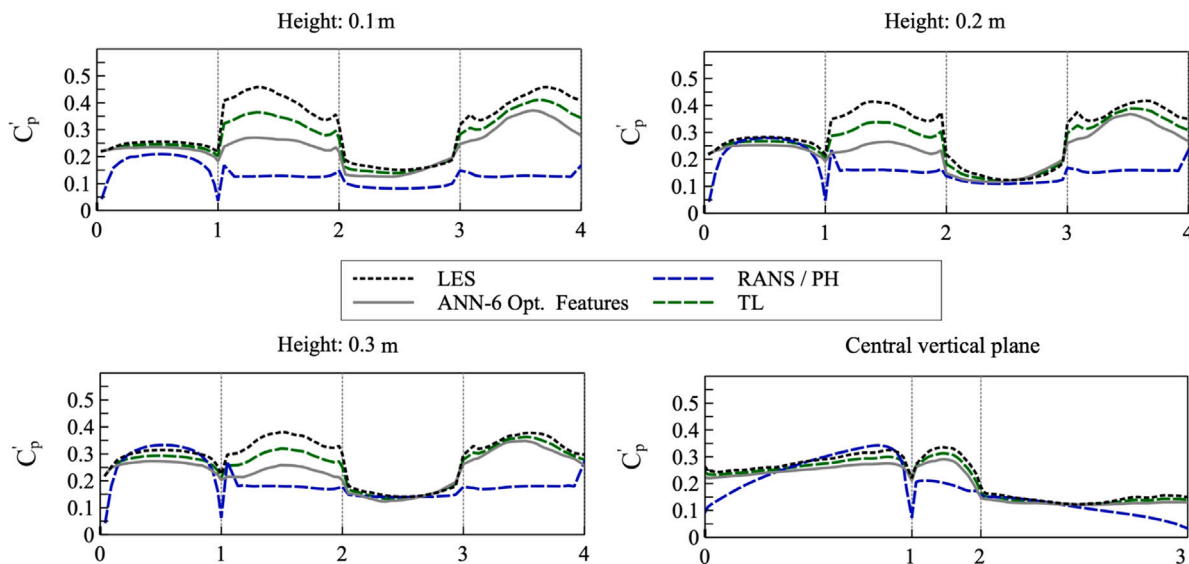 Height: 0.1 m
Height: 0.2 m
C'p
0.5
0.4
0.3
0.2
0.1
0
0 1 2 3 4
C'p
0.5
0.4
0.3
0.2
0.1
0
0 1 2 3 4
LES
RANS / PH
ANN-6 Opt. Features
TL
Height: 0.3 m
Central vertical plane
C'p
0.5
0.4
0.3
0.2
0.1
0
0 1 2 3 4
C'p
0.5
0.4
0.3
0.2
0.1
0
0 1 2 3